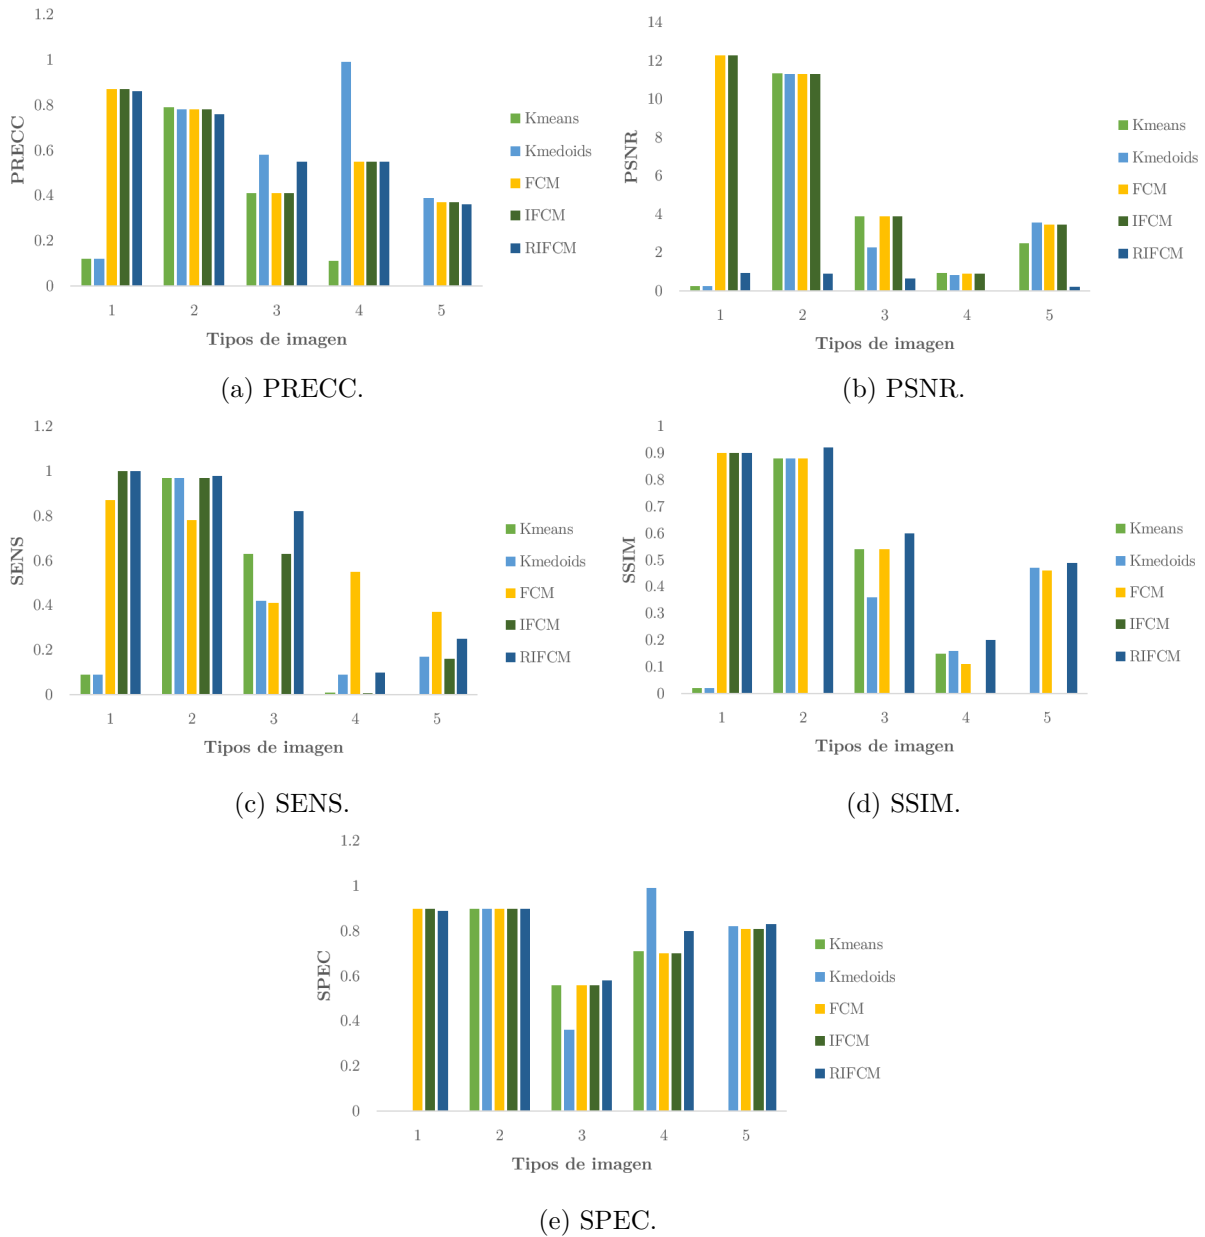 1.2
1
0.8
0.6
0.4
0.2
0
PRECC
1 2 3 4 5
Tipos de imagen
Kmeans
Kmedoids
FCM
IFCM
RIFCM
(a) PRECC.
14
12
10
8
6
4
2
0
PSNR
1 2 3 4 5
Tipos de imagen
Kmeans
Kmedoids
FCM
IFCM
RIFCM
(b) PSNR.
1.2
1
0.8
0.6
0.4
0.2
0
SENS
1 2 3 4 5
Tipos de imagen
Kmeans
Kmedoids
FCM
IFCM
RIFCM
(c) SENS.
1
0.9
0.8
0.7
0.6
0.5
0.4
0.3
0.2
0.1
0
SSIM
1 2 3 4 5
Tipos de imagen
Kmeans
Kmedoids
FCM
IFCM
RIFCM
(d) SSIM.
1.2
1
0.8
0.6
0.4
0.2
0
SPEC
1 2 3 4 5
Tipos de imagen
Kmeans
Kmedoids
FCM
IFCM
RIFCM
(e) SPEC.